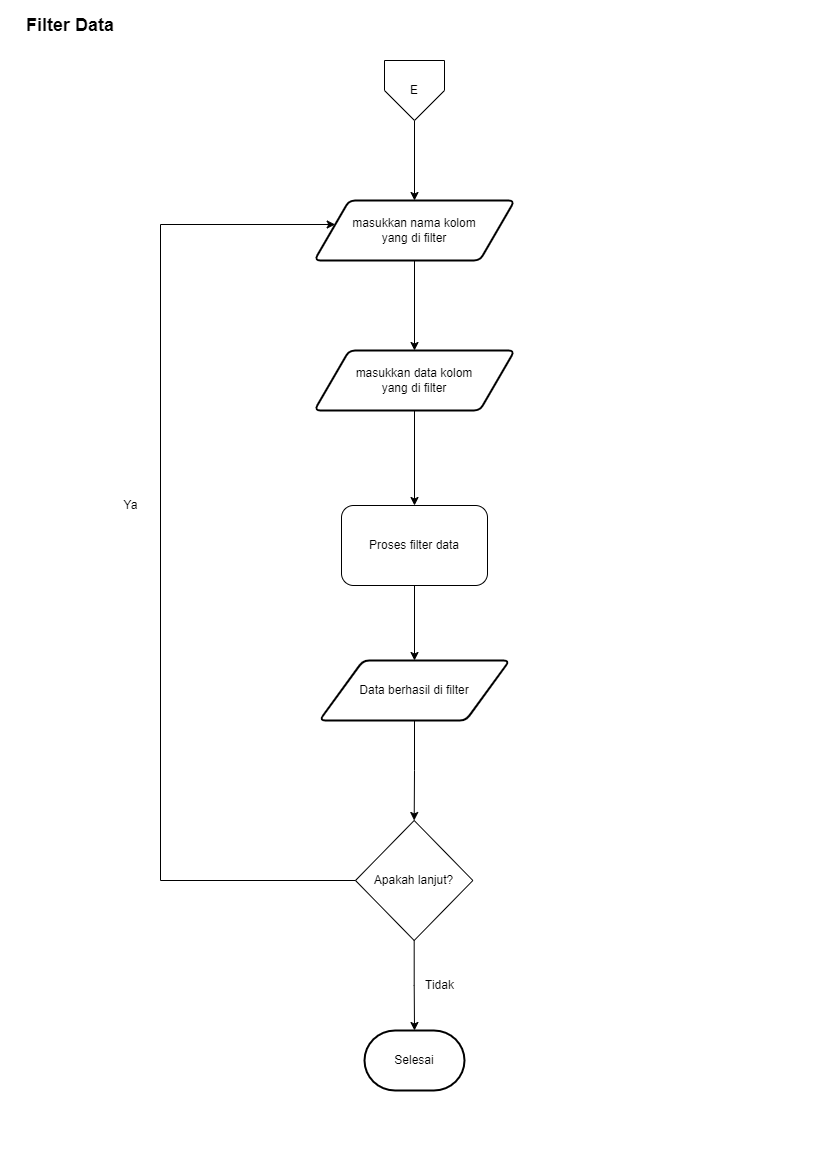 Filter Data
E
masukkan nama kolom
yang di filter
masukkan data kolom
yang di filter
Ya
Proses filter data
Data berhasil di filter
Apakah lanjut?
Tidak
Selesai